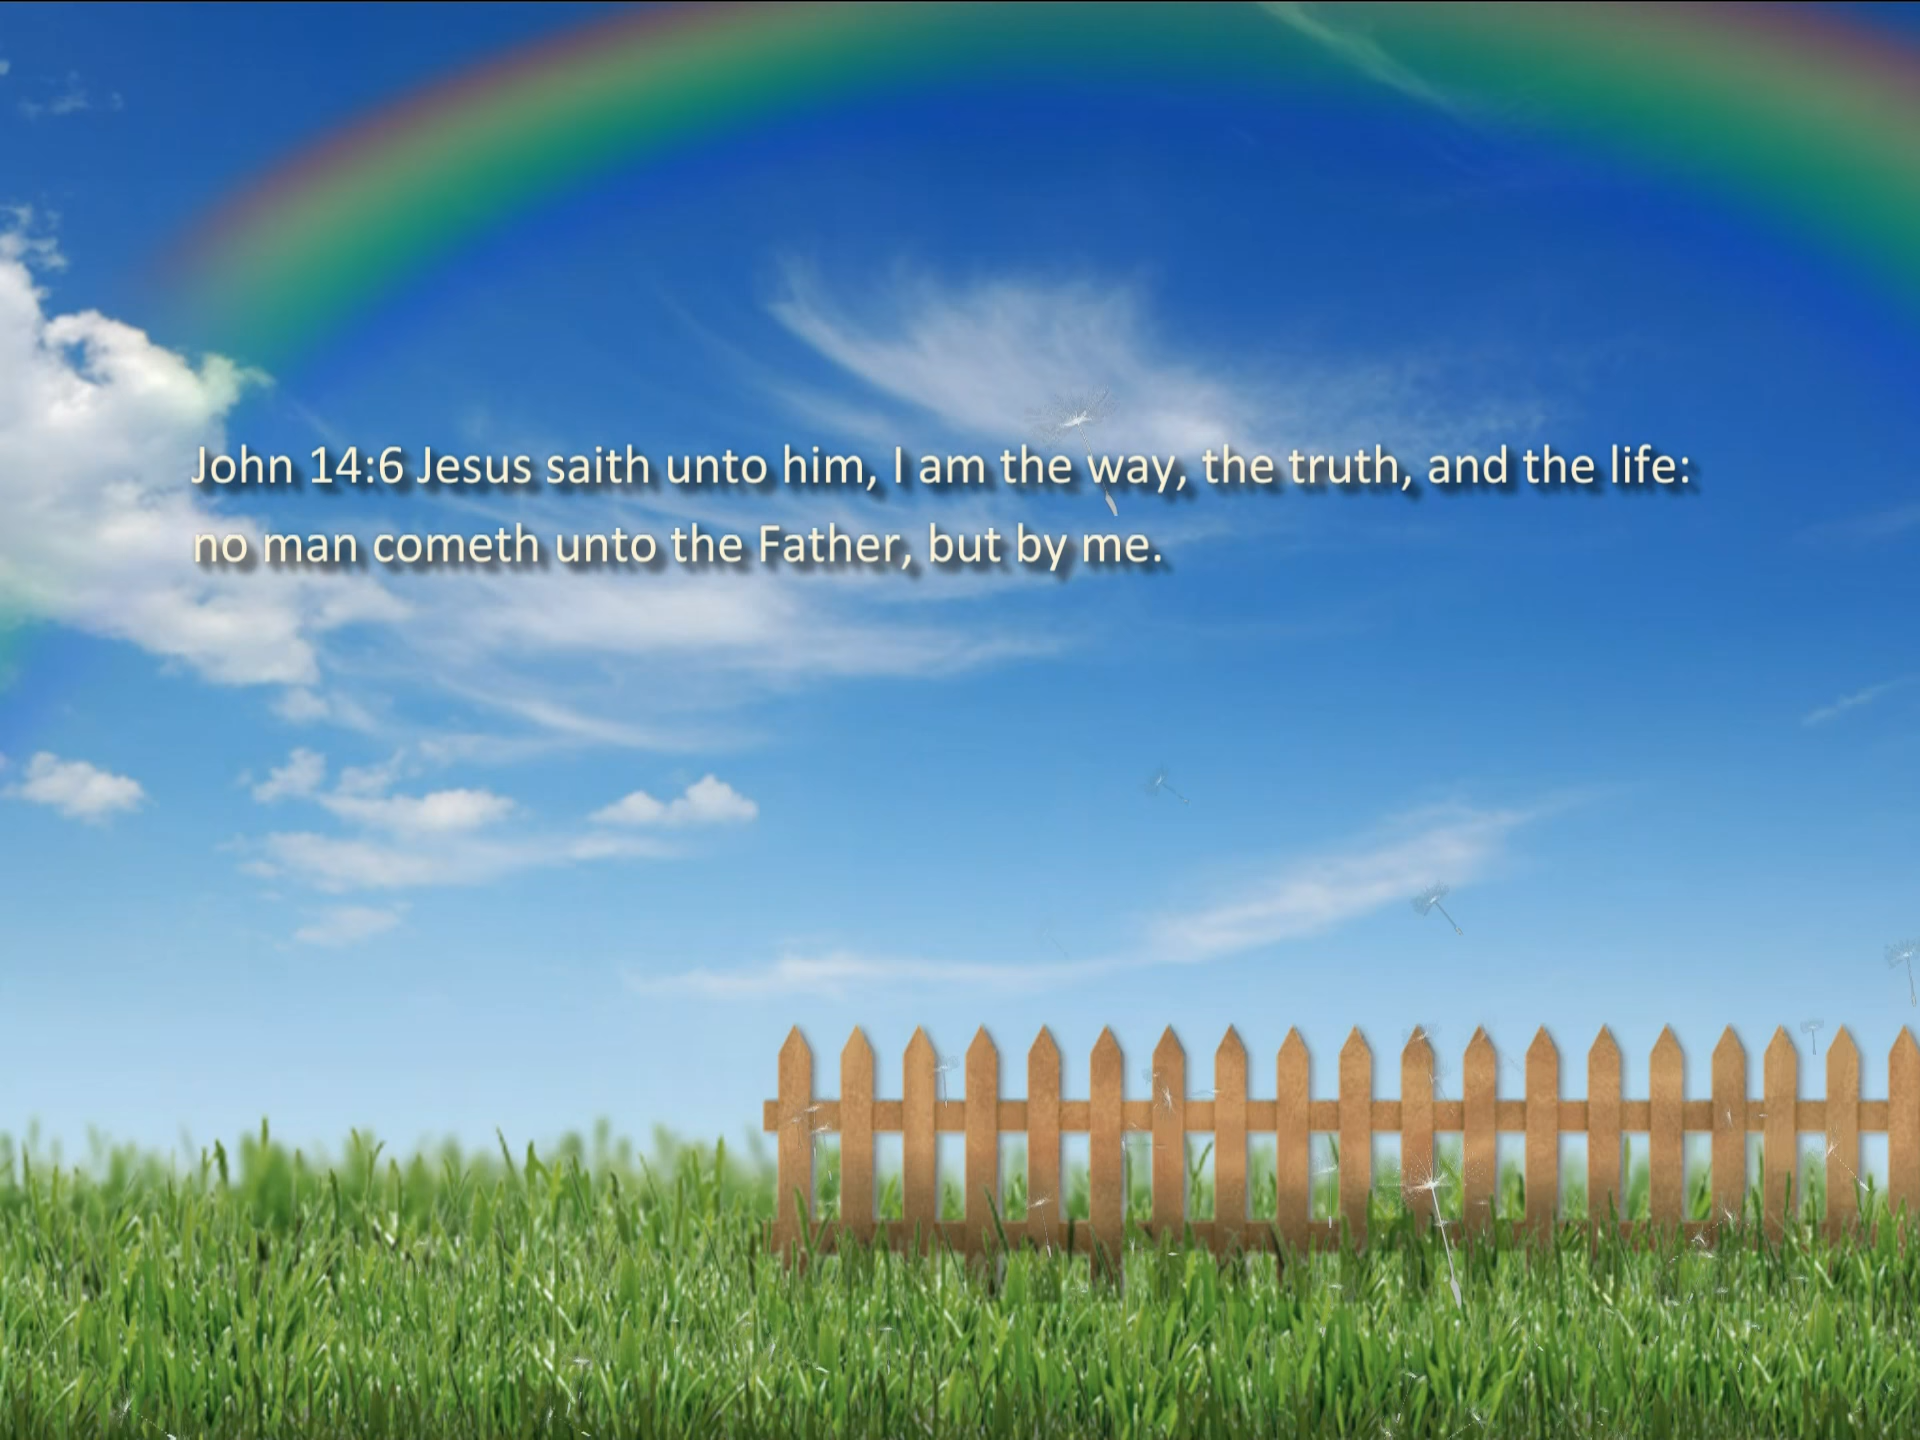 John 14:6 Jesus saith unto him, I am the way, the truth, and the life:
no man cometh unto the Father, but by me.